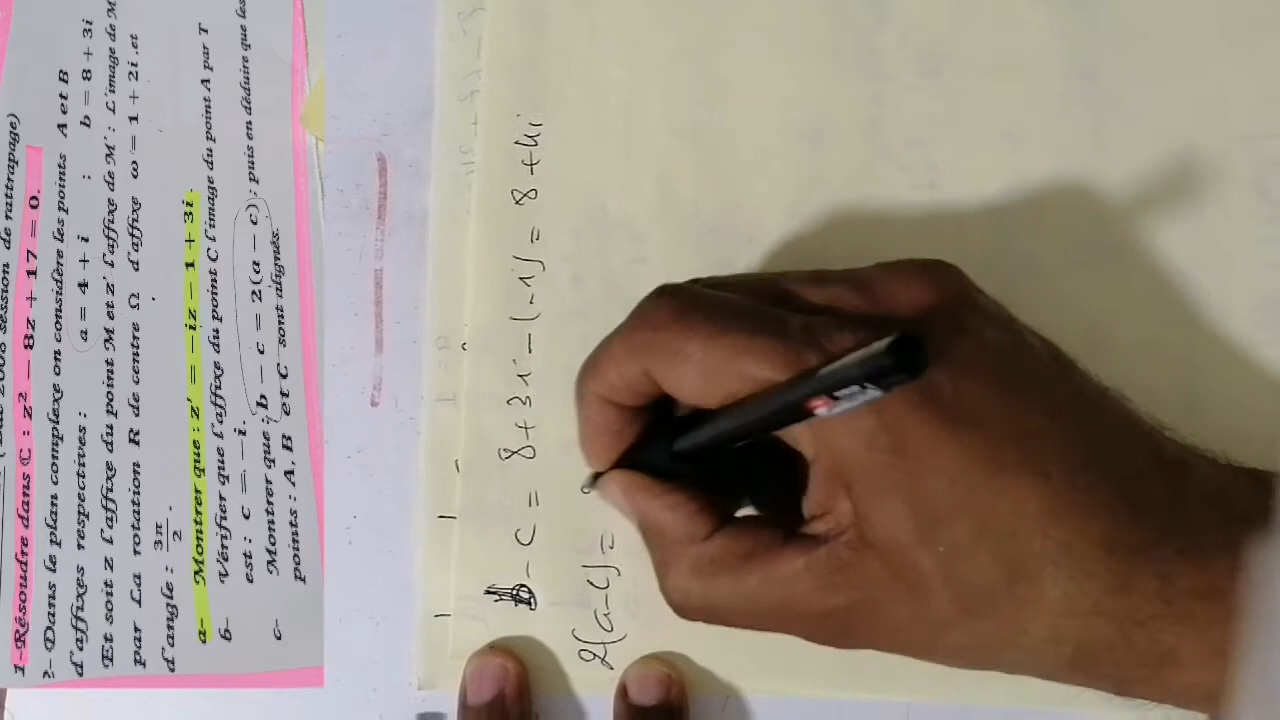 2008 session de rattrapage)
1-Résoudre dans ℂ : z² − 8z + 17 = 0.
2- Dans le plan complexe on considère les points A et B
d'affixes respectives : a = 4 + i : b = 8 + 3i
Et soit z l'affixe du point M et z' l'affixe de M' : L'image de M
par La rotation R de centre Ω d'affixe ω = 1 + 2i .et
d'angle : 3π/2 .
a- Montrer que : z' = −iz − 1 + 3i.
b- Vérifier que l'affixe du point C l'image du point A par T
est : c = −i.
c- Montrer que : b − c = 2(a − c) ; puis en déduire que les
points : A. B et C sont alignés.
b - c = 8 + 3i - (-i) = 8 + 4i
2(a-c) =